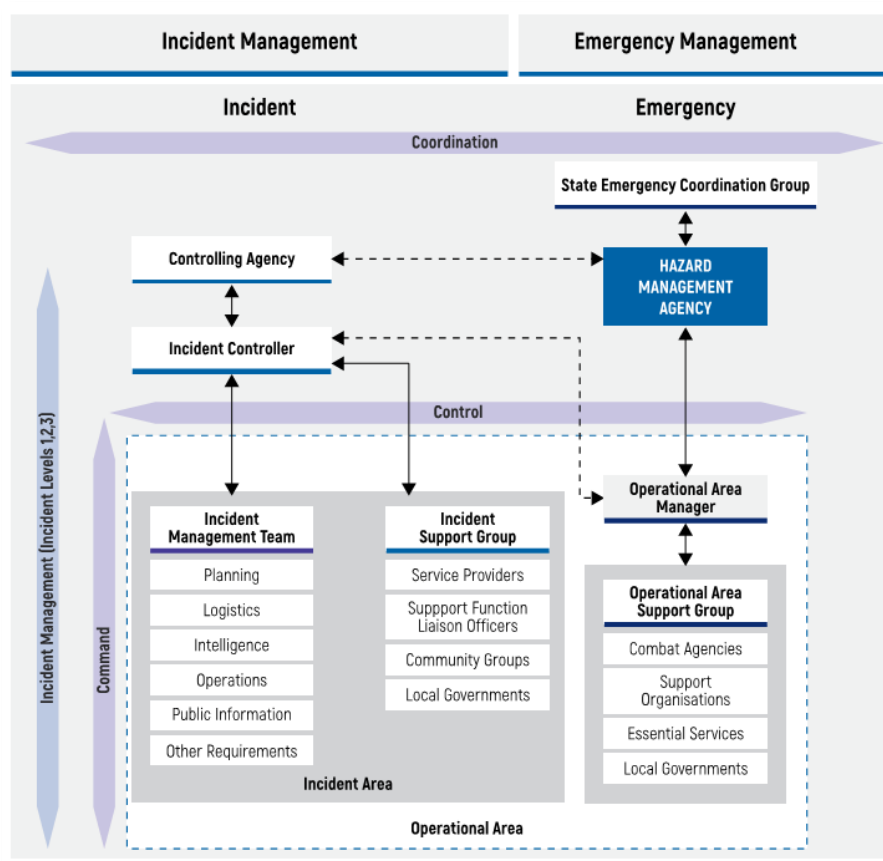 Incident Management
Emergency Management
Incident
Emergency
Coordination
State Emergency Coordination Group
Controlling Agency
HAZARD
MANAGEMENT
AGENCY
Incident Controller
Control
Incident Management (Incident Levels 1,2,3)
Command
Operational Area
Manager
Incident
Management Team
Planning
Logistics
Intelligence
Operations
Public Information
Other Requirements
Incident
Support Group
Service Providers
Suppport Function
Liaison Officers
Community Groups
Local Governments
Incident Area
Operational Area
Support Group
Combat Agencies
Support
Organisations
Essential Services
Local Governments
Operational Area